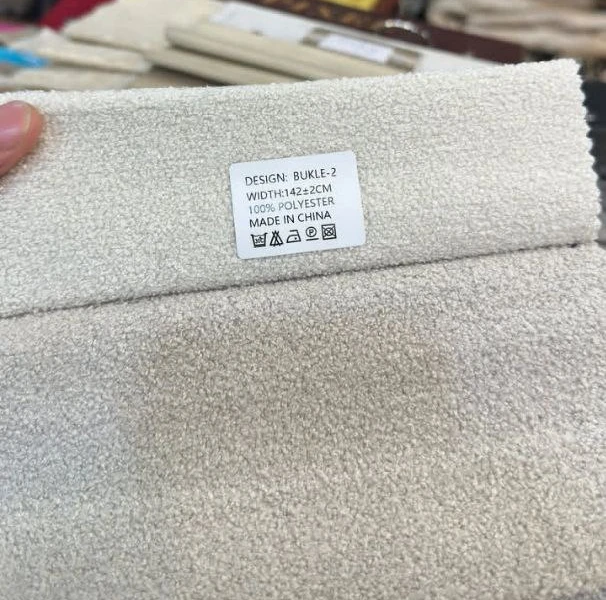 DESIGN: BUKLE-2
WIDTH:142±2CM
100% POLYESTER
MADE IN CHINA